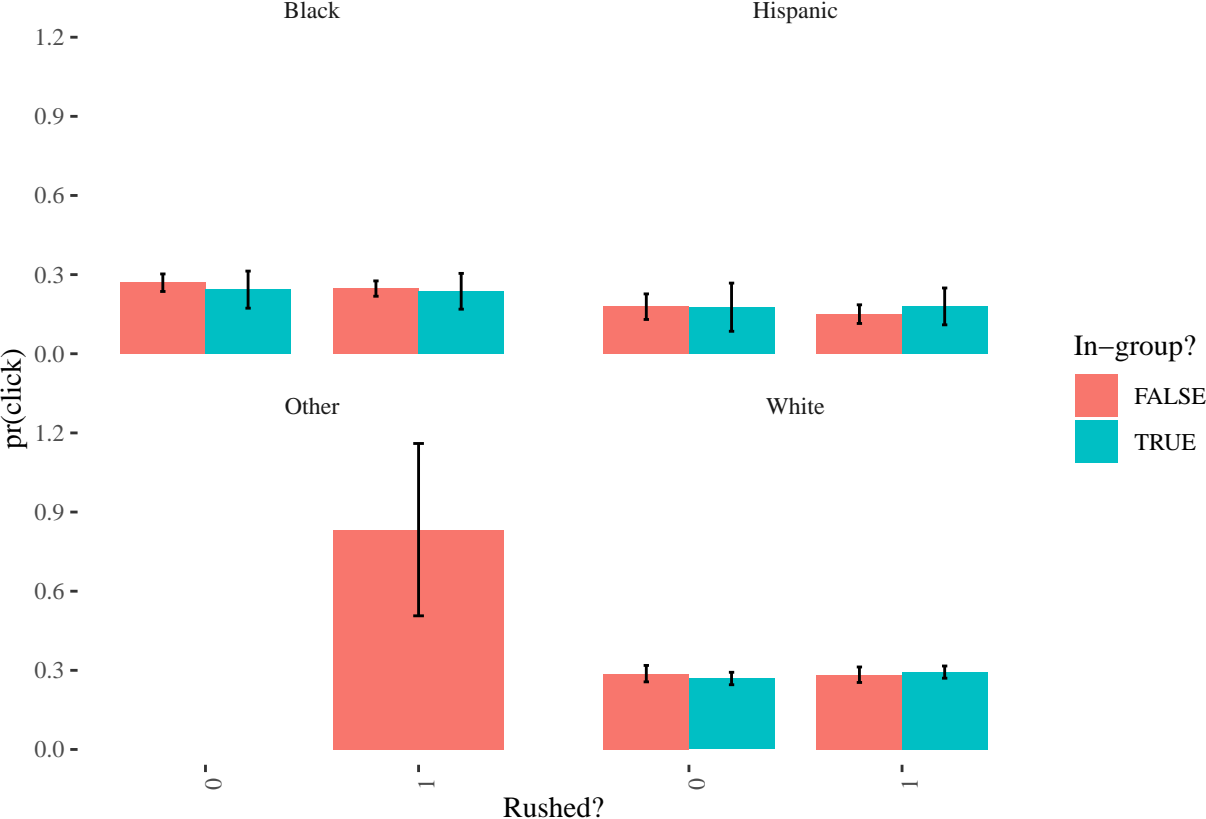 Black
Hispanic
1.2
0.9
0.6
0.3
0.0
Other
White
1.2
0.9
0.6
0.3
0.0
0
1
0
1
Rushed?
pr(click)
In−group?
FALSE
TRUE